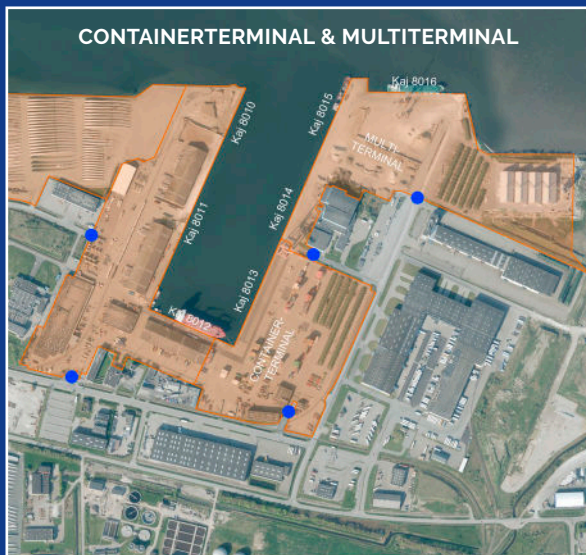 CONTAINERTERMINAL & MULTITERMINAL
Kaj 8016
Kaj 8010
Kaj 8015
MULTI-
TERMINAL
Kaj 8011
Kaj 8014
Kaj 8013
Kaj 8012
CONTAINER-
TERMINAL